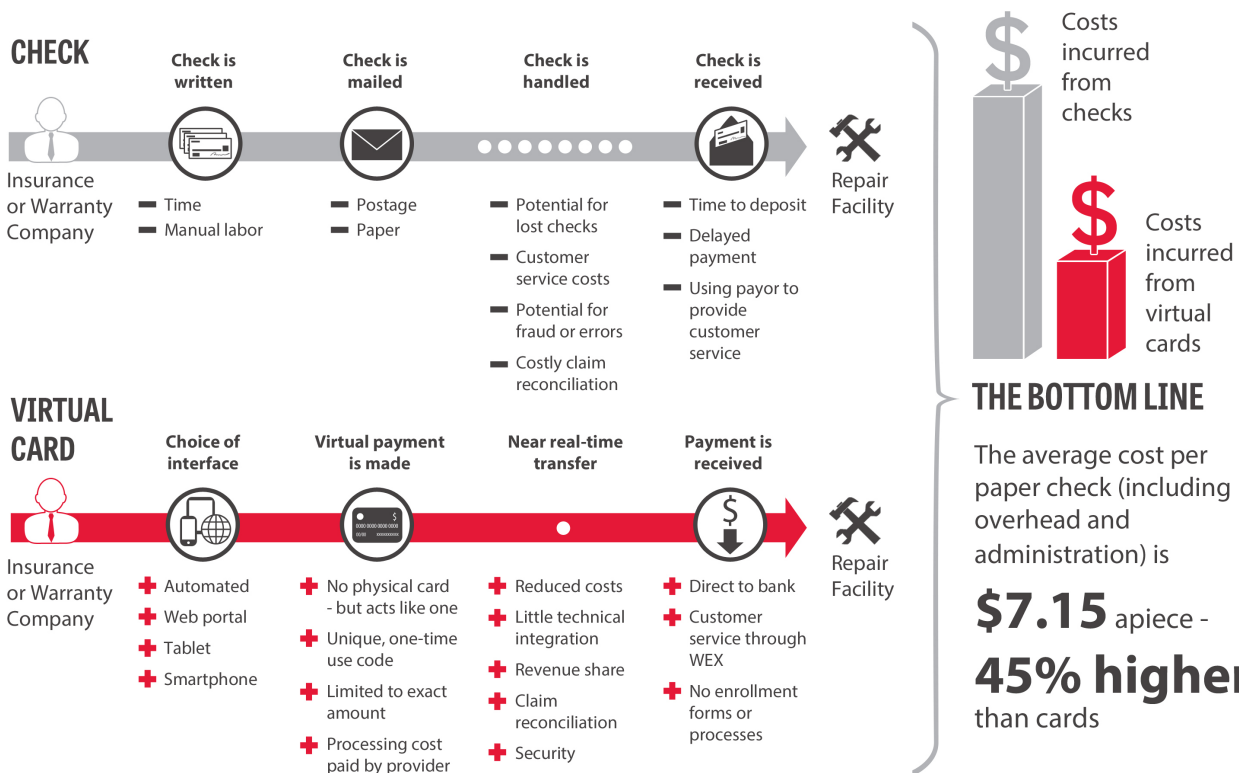 CHECK
Check is
written
Check is
mailed
Check is
handled
Check is
received
Insurance
or Warranty
Company
Time
Manual labor
Postage
Paper
Potential for
lost checks
Customer
service costs
Potential for
fraud or errors
Costly claim
reconciliation
Time to deposit
Delayed
payment
Using payor to
provide
customer
service
Repair
Facility
VIRTUAL
CARD
Choice of
interface
Virtual payment
is made
Near real-time
transfer
Payment is
received
$
0000 0000 0000 0000
00/00 XXXXXXXXXX
$
Insurance
or Warranty
Company
Automated
Web portal
Tablet
Smartphone
No physical card
- but acts like one
Unique, one-time
use code
Limited to exact
amount
Processing cost
paid by provider
Reduced costs
Little technical
integration
Revenue share
Claim
reconciliation
Security
Direct to bank
Customer
service through
WEX
No enrollment
forms or
processes
Repair
Facility
$
Costs
incurred
from
checks
$
Costs
incurred
from
virtual
cards
THE BOTTOM LINE
The average cost per
paper check (including
overhead and
administration) is
$7.15 apiece -
45% higher
than cards